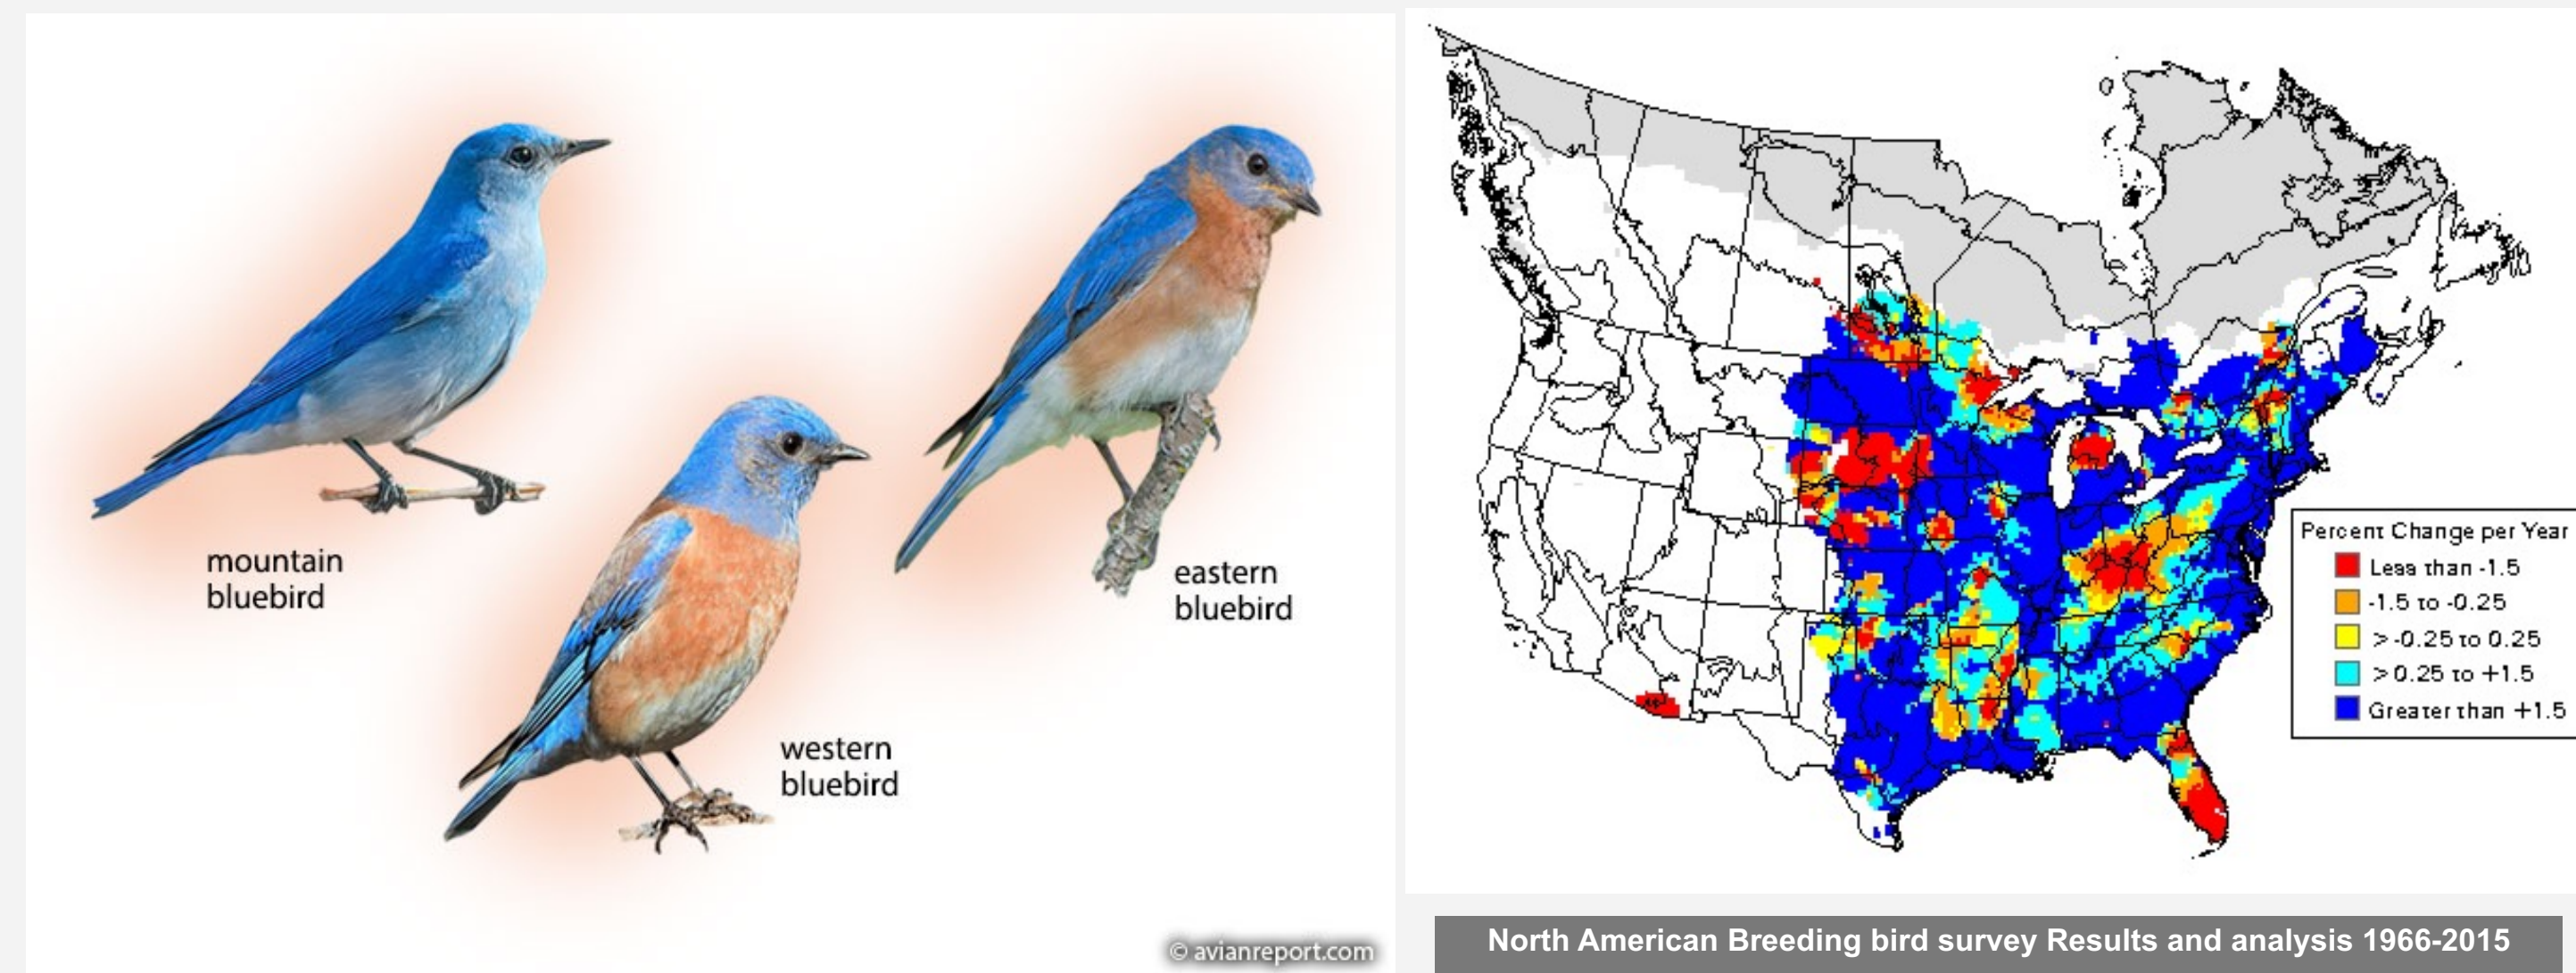 mountain
bluebird
western
bluebird
eastern
bluebird
© avianreport.com
Percent Change per Year
Less than -1.5
-1.5 to -0.25
> -0.25 to 0.25
> 0.25 to +1.5
Greater than +1.5
North American Breeding bird survey Results and analysis 1966-2015